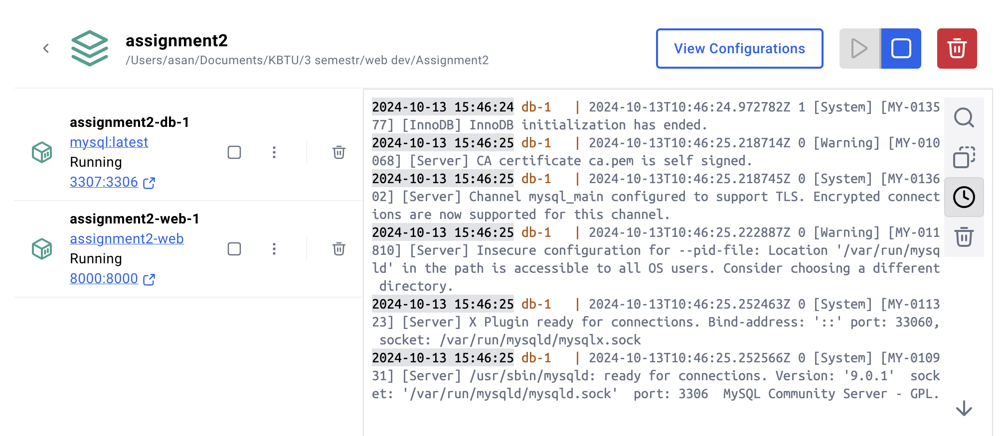 assignment2
/Users/asan/Documents/KBTU/3 semestr/web dev/Assignment2
View Configurations
assignment2-db-1
mysql:latest
Running
3307:3306
assignment2-web-1
assignment2-web
Running
8000:8000
2024-10-13 15:46:24 db-1   | 2024-10-13T10:46:24.972782Z 1 [System] [MY-0135
77] [InnoDB] InnoDB initialization has ended.
2024-10-13 15:46:25 db-1   | 2024-10-13T10:46:25.218714Z 0 [Warning] [MY-010
068] [Server] CA certificate ca.pem is self signed.
2024-10-13 15:46:25 db-1   | 2024-10-13T10:46:25.218745Z 0 [System] [MY-0136
02] [Server] Channel mysql_main configured to support TLS. Encrypted connect
ions are now supported for this channel.
2024-10-13 15:46:25 db-1   | 2024-10-13T10:46:25.222887Z 0 [Warning] [MY-011
810] [Server] Insecure configuration for --pid-file: Location '/var/run/mysq
ld' in the path is accessible to all OS users. Consider choosing a different
 directory.
2024-10-13 15:46:25 db-1   | 2024-10-13T10:46:25.252463Z 0 [System] [MY-0113
23] [Server] X Plugin ready for connections. Bind-address: '::' port: 33060,
 socket: /var/run/mysqld/mysqlx.sock
2024-10-13 15:46:25 db-1   | 2024-10-13T10:46:25.252566Z 0 [System] [MY-0109
31] [Server] /usr/sbin/mysqld: ready for connections. Version: '9.0.1'  sock
et: '/var/run/mysqld/mysqld.sock'  port: 3306  MySQL Community Server - GPL.